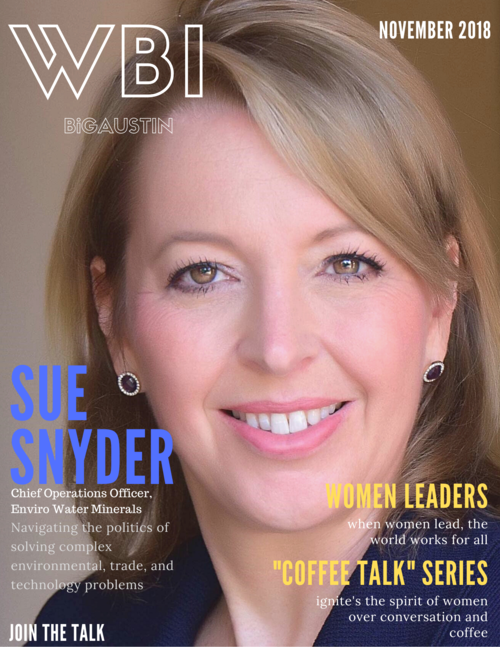 WBI
NOVEMBER 2018
BiGAUSTIN
SUE
SNYDER
Chief Operations Officer,
Enviro Water Minerals
Navigating the politics of
solving complex
environmental, trade, and
technology problems
JOIN THE TALK
WOMEN LEADERS
when women lead, the
world works for all
"COFFEE TALK" SERIES
ignite's the spirit of women
over conversation and
coffee